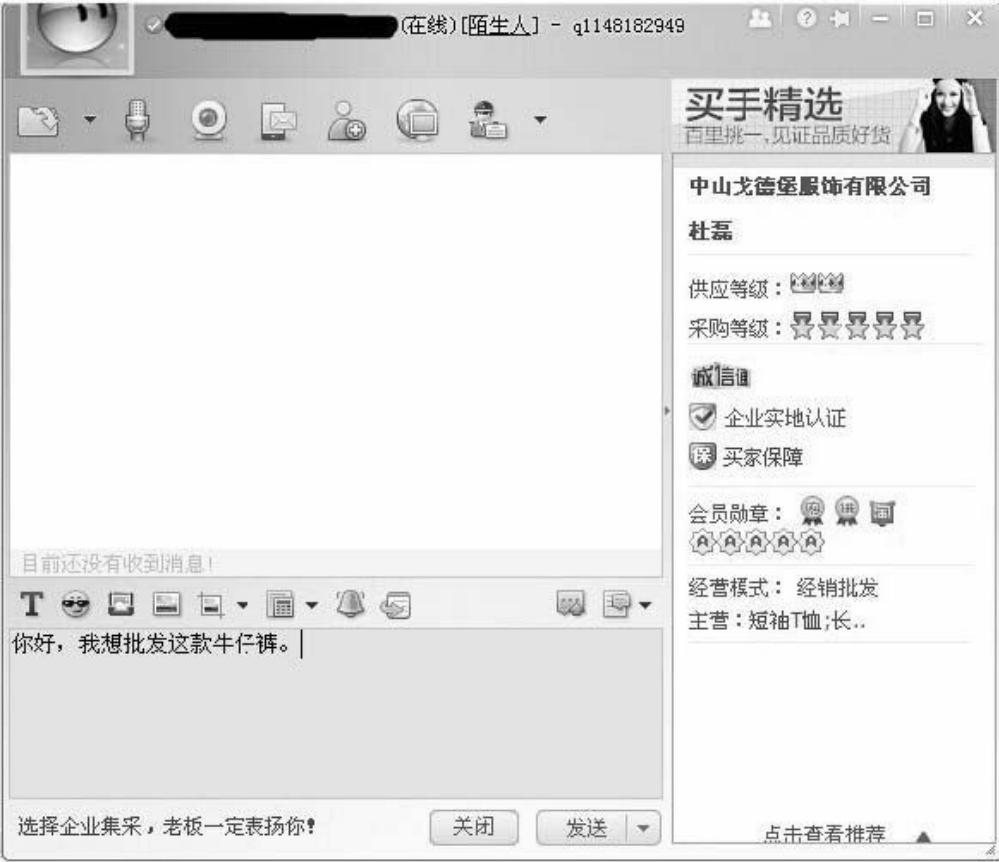 (在线)[陌生人] - q1148182949
买手精选
百里挑一,见证品质好货
中山戈德堡服饰有限公司
杜磊
供应等级：
采购等级：
诚信通
企业实地认证
保 买家保障
会员勋章：
经营模式： 经销批发
主营：短袖T恤;长..
目前还没有收到消息!
T
你好，我想批发这款牛仔裤。
选择企业集采，老板一定表扬你!
关闭
发送
点击查看推荐